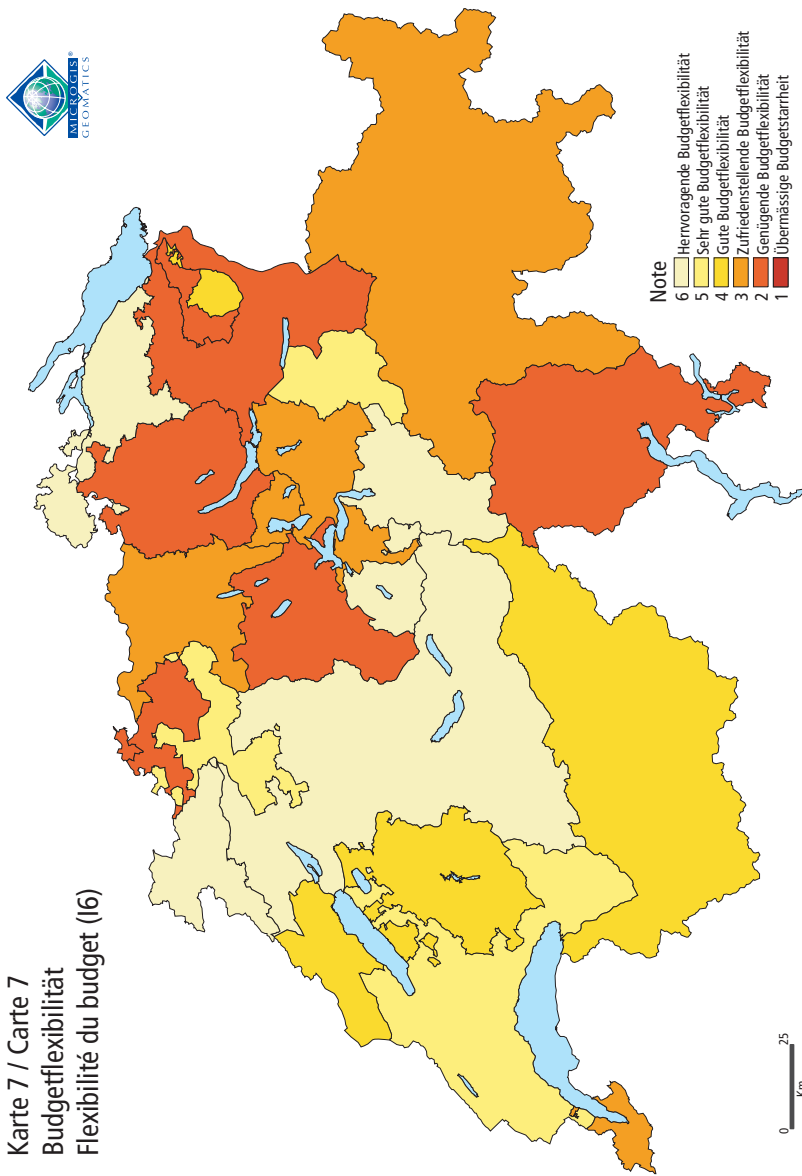 Karte 7 / Carte 7
Budgetflexibilität
Flexibilité du budget (I6)
MICROGIS®
GEOMATICS
Note
6 Hervvoragende Budgetflexibilität
5 Sehr gute Budgetflexibilität
4 Gute Budgetflexibilität
3 Zufriedenstellende Budgetflexibilität
2 Genügende Budgetflexibilität
1 Übermässige Budgetstarrheit
0 25
Km